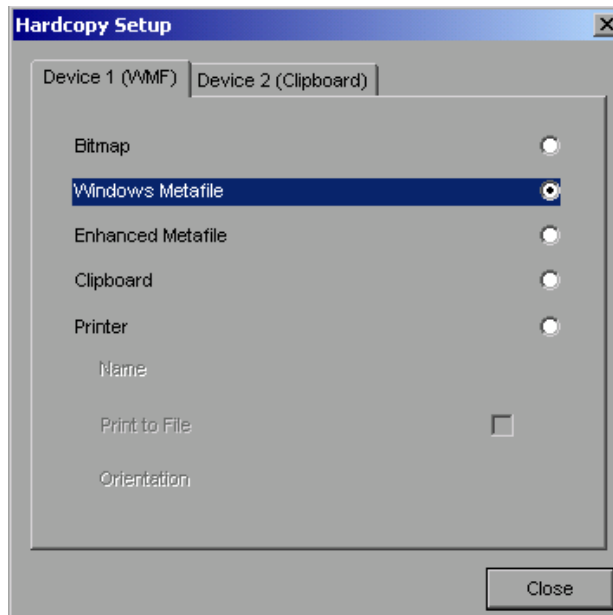 Hardcopy Setup
Device 1 (WMF) Device 2 (Clipboard)
Bitmap
Windows Metafile
Enhanced Metafile
Clipboard
Printer
Name
Print to File
Orientation
Close